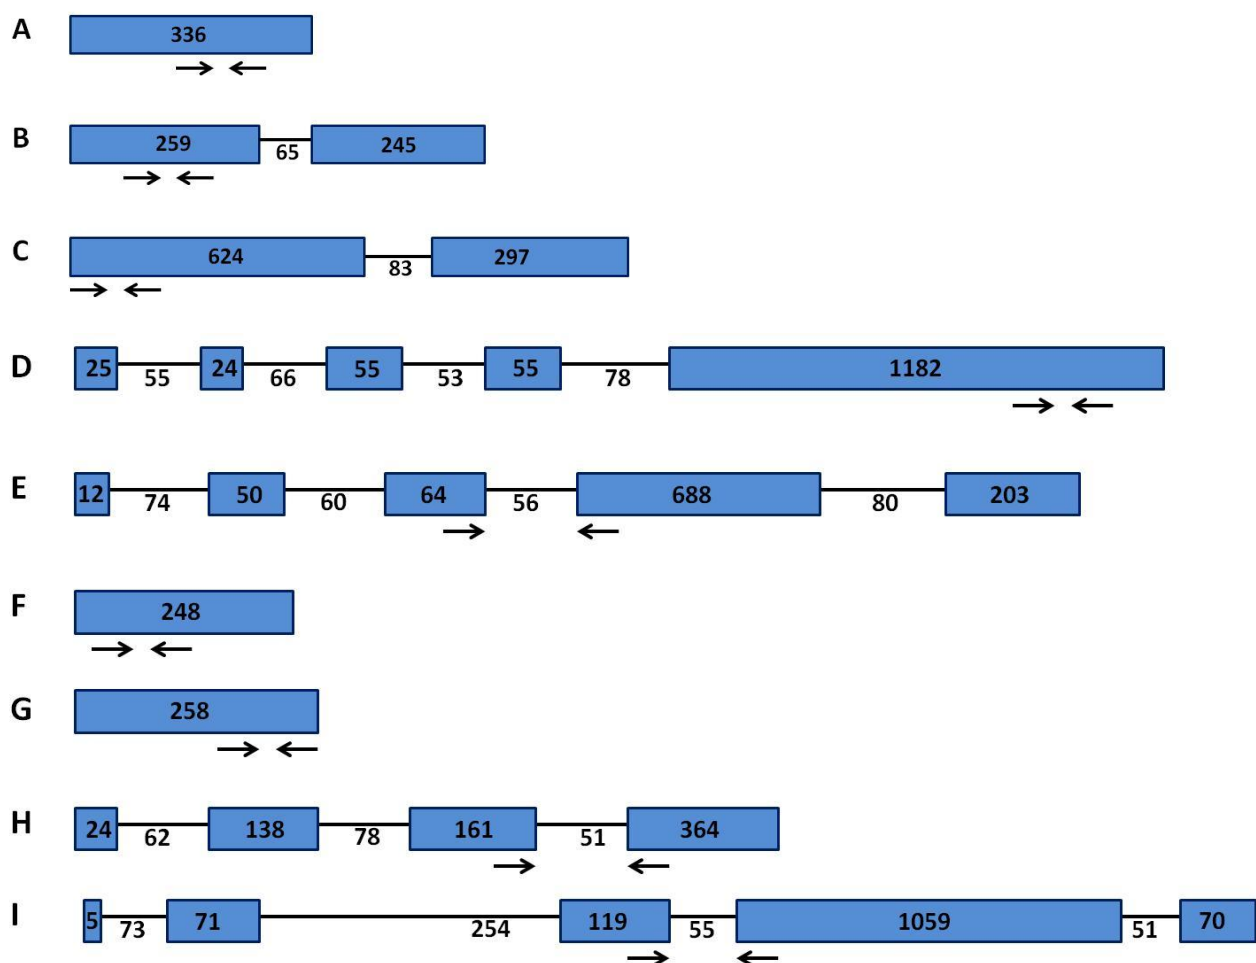 A 336
B 259 65 245
C 624 83 297
D 25 55 24 66 55 53 55 78 1182
E 12 74 50 60 64 56 688 80 203
F 248
G 258
H 24 62 138 78 161 51 364
I 5 73 71 254 119 55 1059 51 70